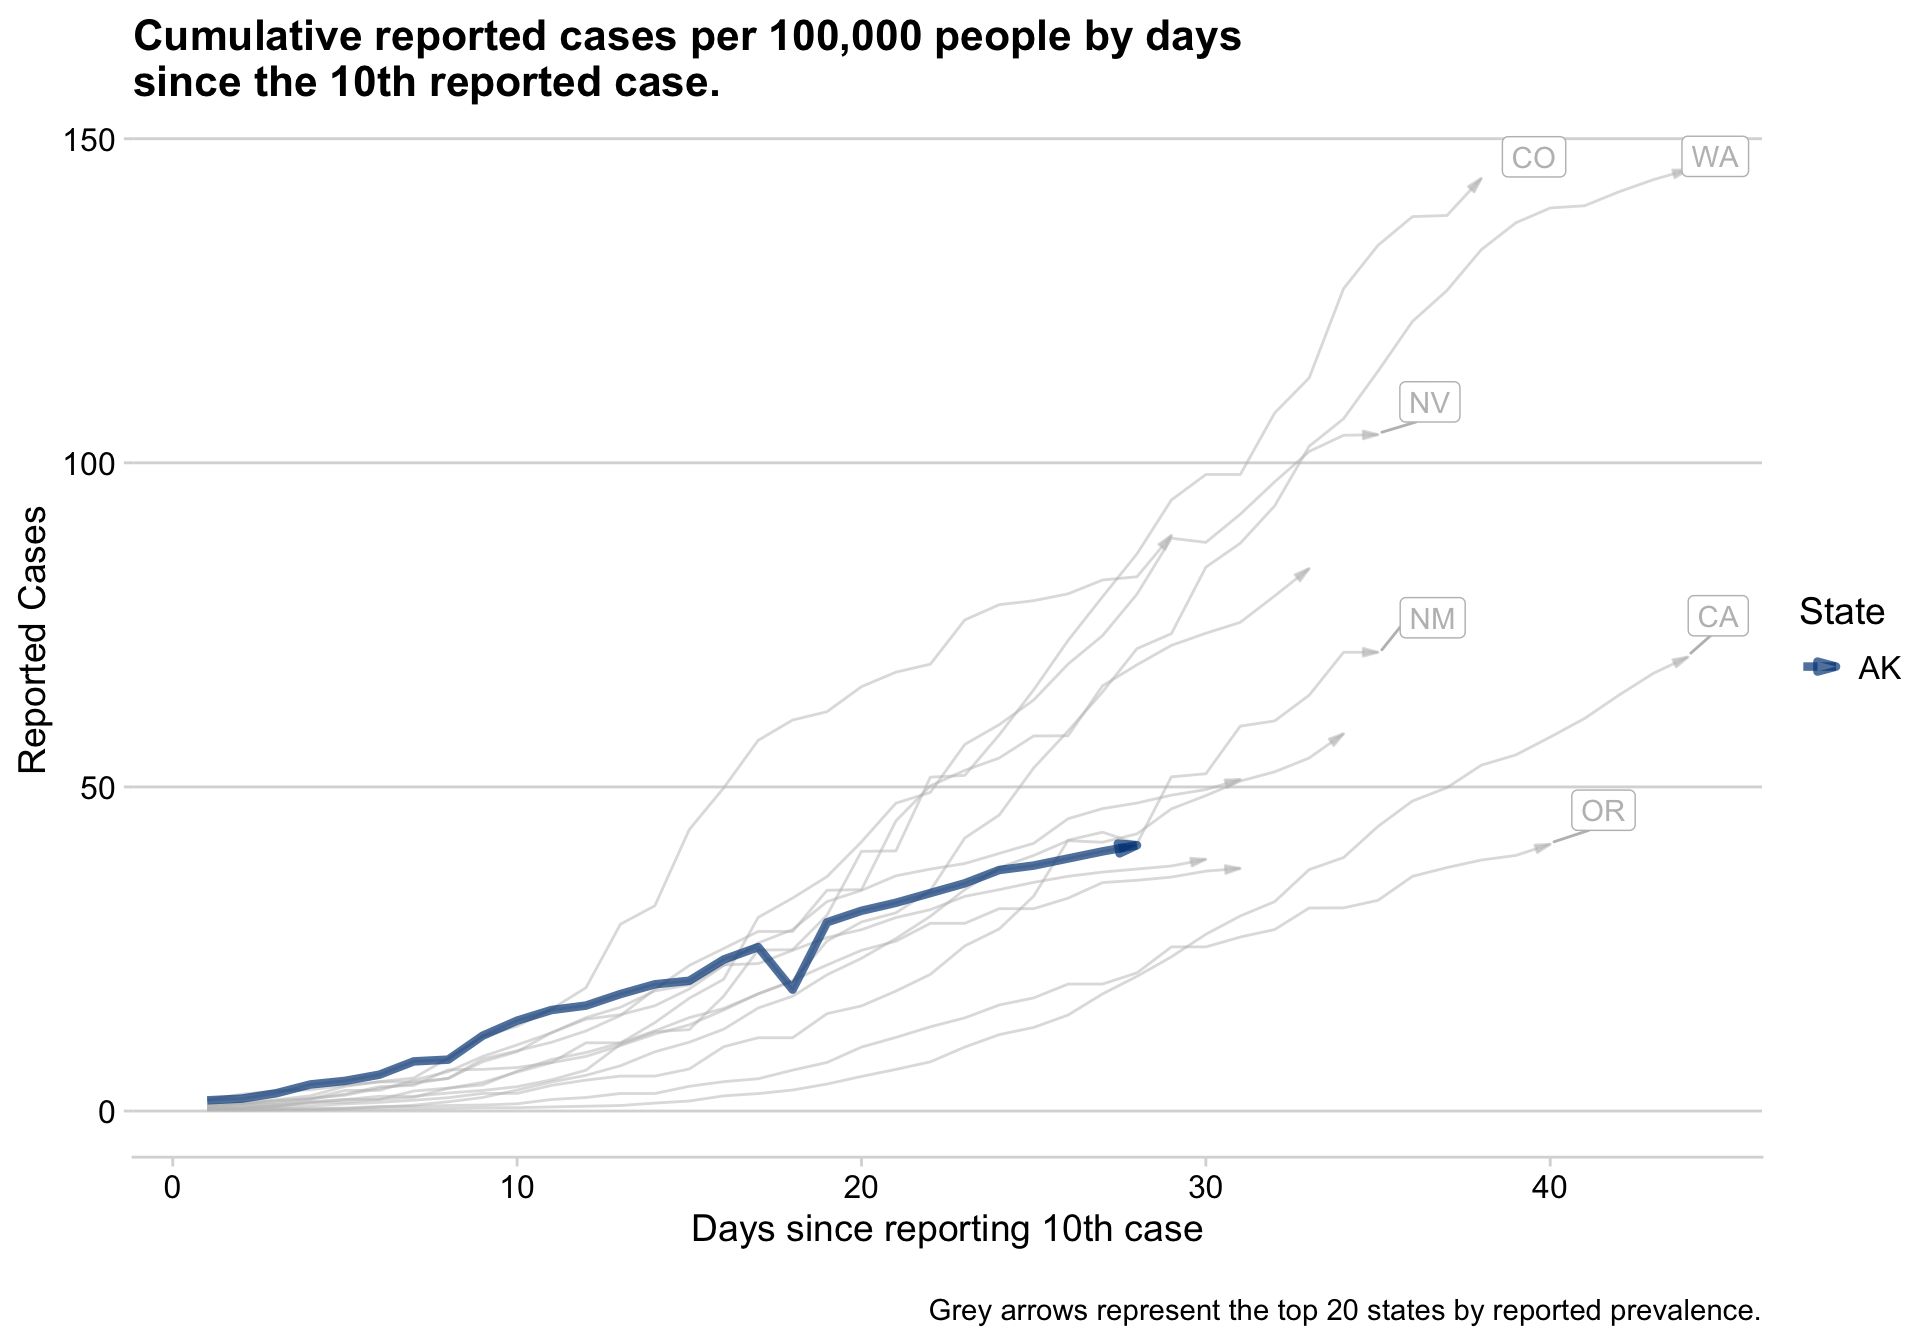 Cumulative reported cases per 100,000 people by days
since the 10th reported case.
150
100
50
0
Reported Cases
CO
WA
NV
NM
CA
OR
State
AK
0
10
20
30
40
Days since reporting 10th case
Grey arrows represent the top 20 states by reported prevalence.